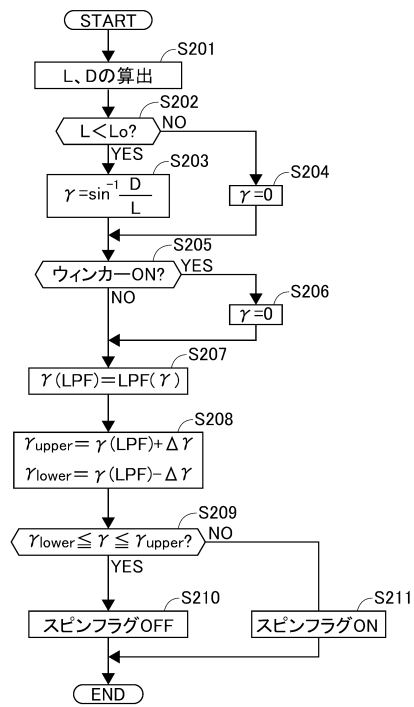 START
S201
L、Dの算出
S202
L<Lo?
NO
YES
S203
γ=sin⁻¹ D/L
S204
γ=0
S205
ウィンカーON?
YES
NO
S206
γ=0
S207
γ(LPF)=LPF(γ)
S208
γupper=γ(LPF)+Δγ
γlower=γ(LPF)-Δγ
S209
γlower≦γ≦γupper?
NO
YES
S210
スピンフラグOFF
S211
スピンフラグON
END